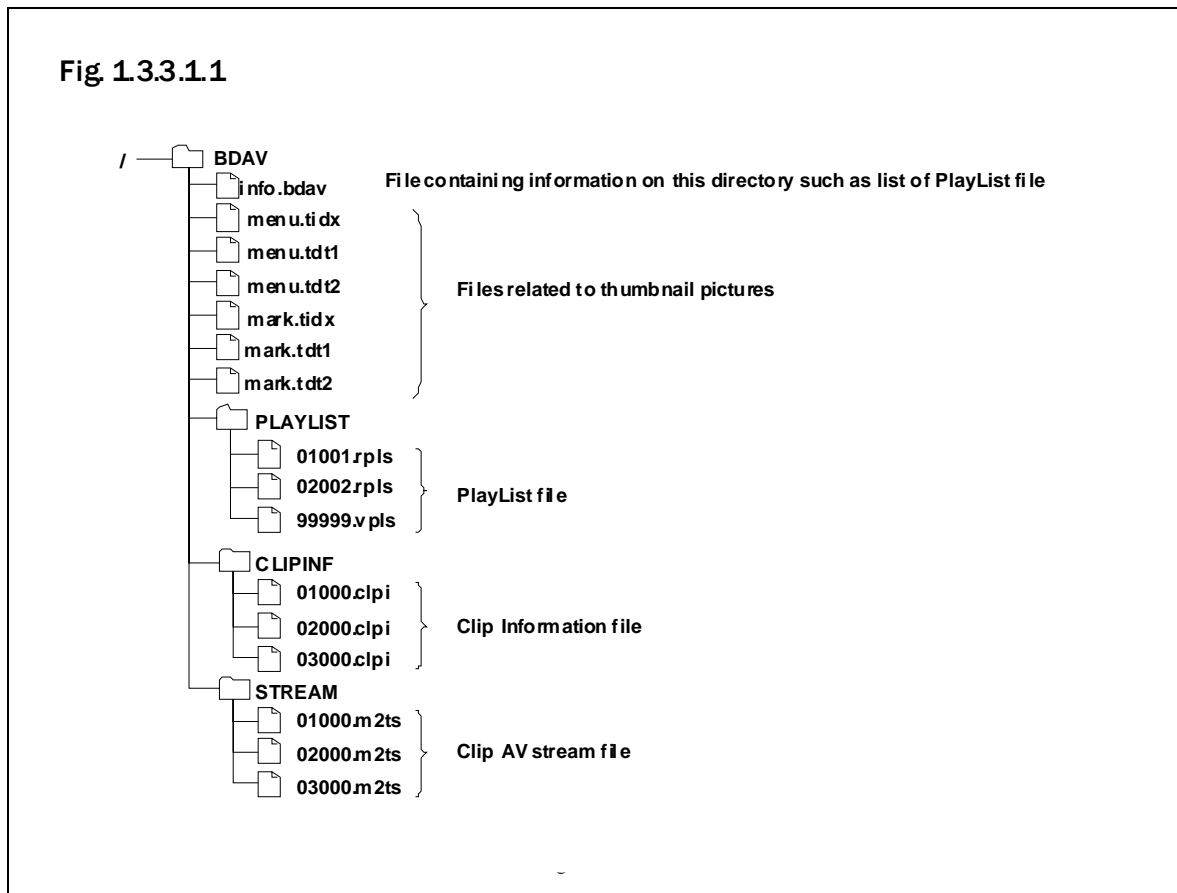 Fig. 1.3.3.1.1
/ BDAV
info.bdav File containing information on this directory such as list of PlayList file
menu.tidx
menu.tdt1
menu.tdt2 Files related to thumbnail pictures
mark.tidx
mark.tdt1
mark.tdt2
PLAYLIST
01001.rpls
02002.rpls PlayList file
99999.vpls
CLIPINF
01000.clpi
02000.clpi Clip Information file
03000.clpi
STREAM
01000.m2ts
02000.m2ts Clip AV stream file
03000.m2ts